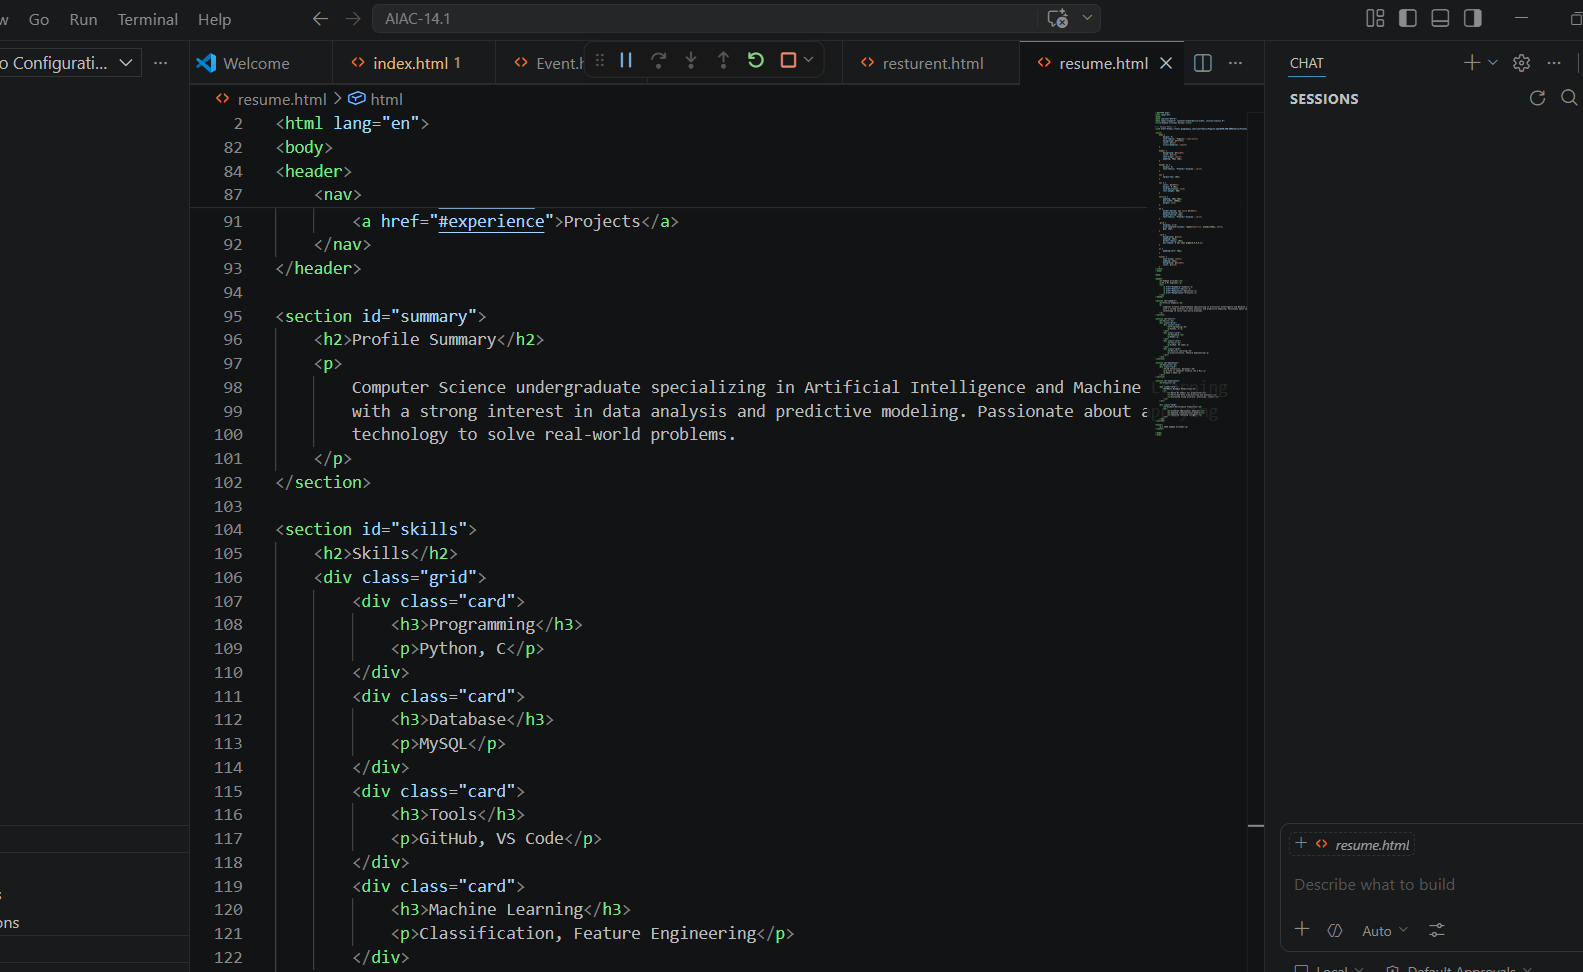 Go Run Terminal Help
AIAC-14.1
o Configurati...
Welcome
index.html 1
Event.h
resturent.html
resume.html
resume.html > html
2 <html lang="en">
82 <body>
84 <header>
87 <nav>
91 <a href="#experience">Projects</a>
92 </nav>
93 </header>
94
95 <section id="summary">
96 <h2>Profile Summary</h2>
97 <p>
98 Computer Science undergraduate specializing in Artificial Intelligence and Machine
99 with a strong interest in data analysis and predictive modeling. Passionate about
100 technology to solve real-world problems.
101 </p>
102 </section>
103
104 <section id="skills">
105 <h2>Skills</h2>
106 <div class="grid">
107 <div class="card">
108 <h3>Programming</h3>
109 <p>Python, C</p>
110 </div>
111 <div class="card">
112 <h3>Database</h3>
113 <p>MySQL</p>
114 </div>
115 <div class="card">
116 <h3>Tools</h3>
117 <p>GitHub, VS Code</p>
118 </div>
119 <div class="card">
120 <h3>Machine Learning</h3>
121 <p>Classification, Feature Engineering</p>
122 </div>
ons
CHAT
SESSIONS
resume.html
Describe what to build
Auto
Local
Default Approvals